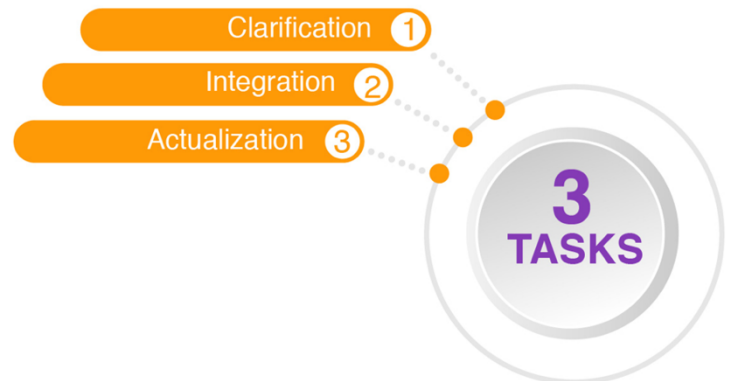 Clarification 1
Integration 2
Actualization 3
3
TASKS